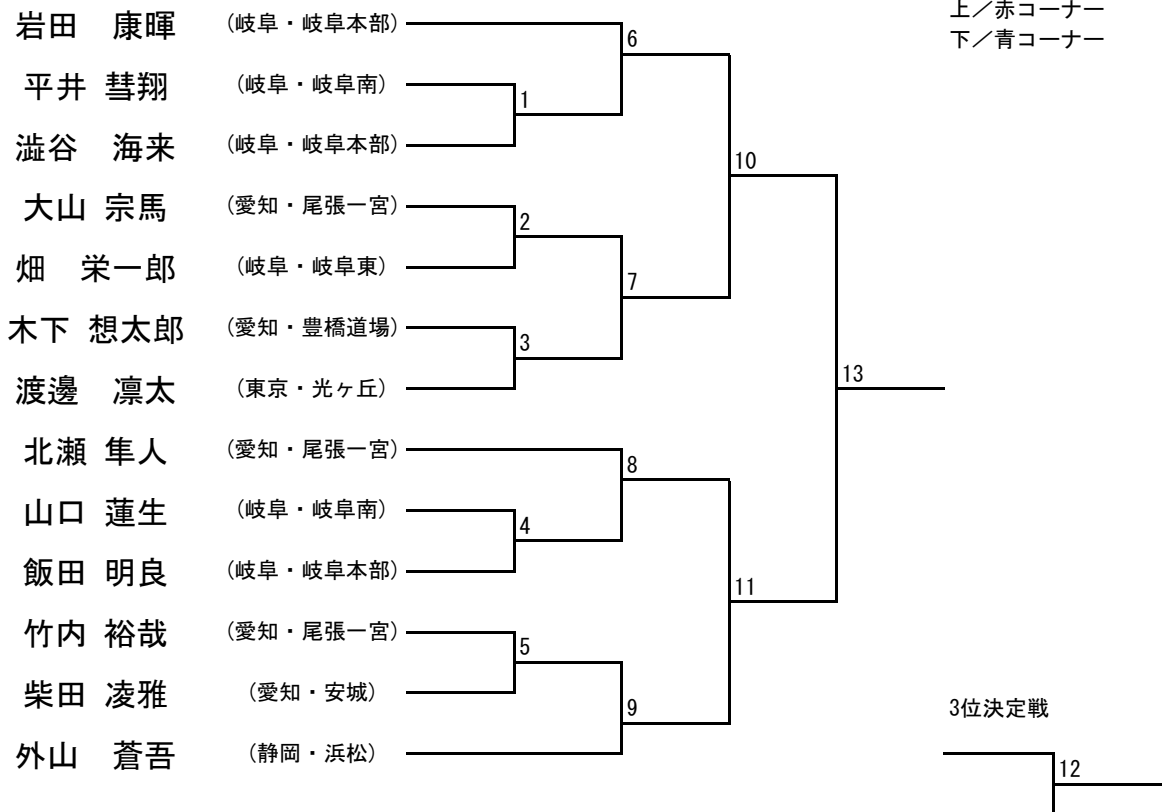 上／赤コーナー
下／青コーナー
岩田　康暉 （岐阜・岐阜本部）
6
平井 彗翔 （岐阜・岐阜南）
1
澁谷　海来 （岐阜・岐阜本部）
10
大山 宗馬 （愛知・尾張一宮）
2
畑　栄一郎 （岐阜・岐阜東）
7
木下 想太郎 （愛知・豊橋道場）
3
渡邊　凛太 （東京・光ヶ丘）
13
北瀬 隼人 （愛知・尾張一宮）
8
山口 蓮生 （岐阜・岐阜南）
4
飯田 明良 （岐阜・岐阜本部）
11
竹内 裕哉 （愛知・尾張一宮）
5
柴田 凌雅 （愛知・安城）
9
3位決定戦
外山　蒼吾 （静岡・浜松）
12